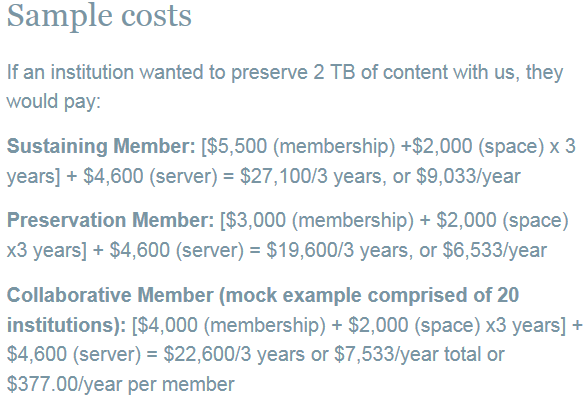 Sample costs
If an institution wanted to preserve 2 TB of content with us, they
would pay:
Sustaining Member: [$5,500 (membership) +$2,000 (space) x 3
years] + $4,600 (server) = $27,100/3 years, or $9,033/year
Preservation Member: [$3,000 (membership) + $2,000 (space)
x3 years] + $4,600 (server) = $19,600/3 years, or $6,533/year
Collaborative Member (mock example comprised of 20
institutions): [$4,000 (membership) + $2,000 (space) x3 years] +
$4,600 (server) = $22,600/3 years or $7,533/year total or
$377.00/year per member